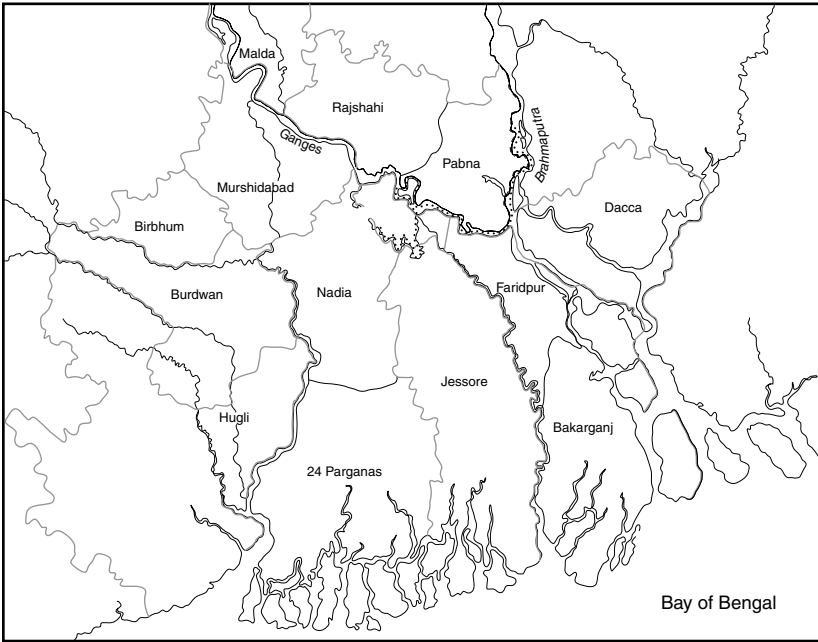 Malda
Rajshahi
Ganges
Brahmaputra
Pabna
Murshidabad
Dacca
Birbhum
Faridpur
Burdwan
Nadia
Jessore
Hugli
Bakarganj
24 Parganas
Bay of Bengal